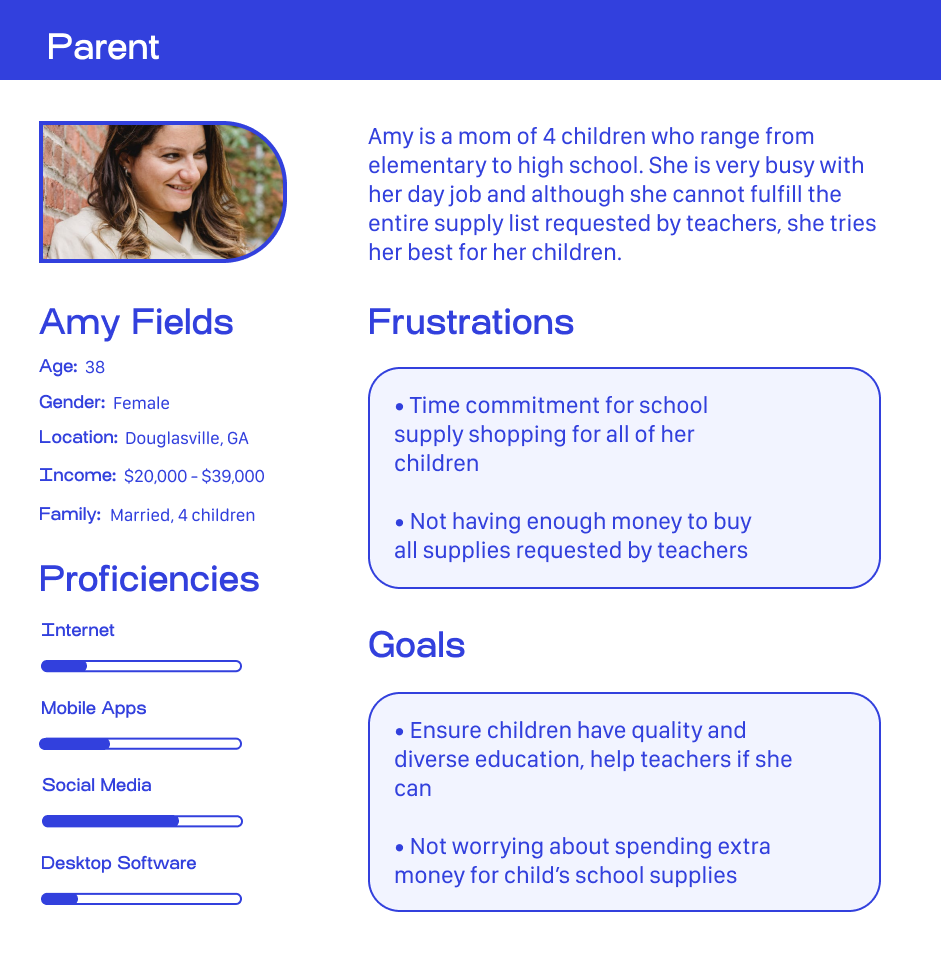 Parent
Amy is a mom of 4 children who range from
elementary to high school. She is very busy with
her day job and although she cannot fulfill the
entire supply list requested by teachers, she tries
her best for her children.
Amy Fields
Age: 38
Gender: Female
Location: Douglasville, GA
Income: $20,000 - $39,000
Family: Married, 4 children
Proficiencies
Internet
Mobile Apps
Social Media
Desktop Software
Frustrations
• Time commitment for school
supply shopping for all of her
children
• Not having enough money to buy
all supplies requested by teachers
Goals
• Ensure children have quality and
diverse education, help teachers if she
can
• Not worrying about spending extra
money for child’s school supplies